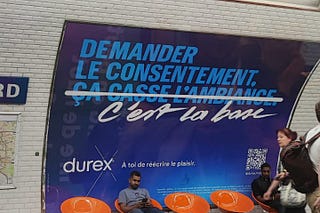 DEMANDER
LE CONSENTEMENT,
ÇA CASSE L'AMBIANCE.
C'est la base
RD
durex
À toi de réécrire le plaisir.